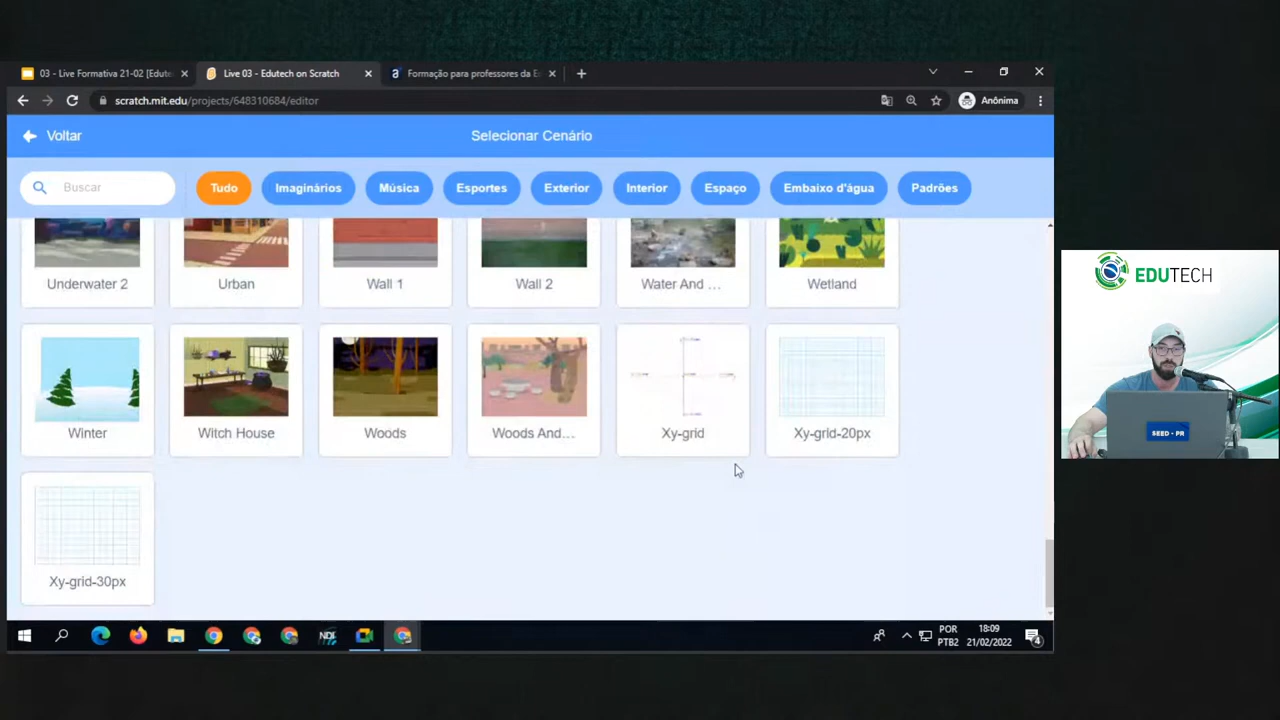 03 - Live Formativa 21-02 [Edute
Live 03 - Edutech on Scratch
Formação para professores da E
scratch.mit.edu/projects/648310684/editor
Anônima
Voltar
Selecionar Cenário
Buscar
Tudo
Imaginários
Música
Esportes
Exterior
Interior
Espaço
Embaixo d'água
Padrões
Underwater 2
Urban
Wall 1
Wall 2
Water And ...
Wetland
Winter
Witch House
Woods
Woods And...
Xy-grid
Xy-grid-20px
Xy-grid-30px
EDUTECH
SEED - PR
NDI
POR
PTB2
18:09
21/02/2022
4